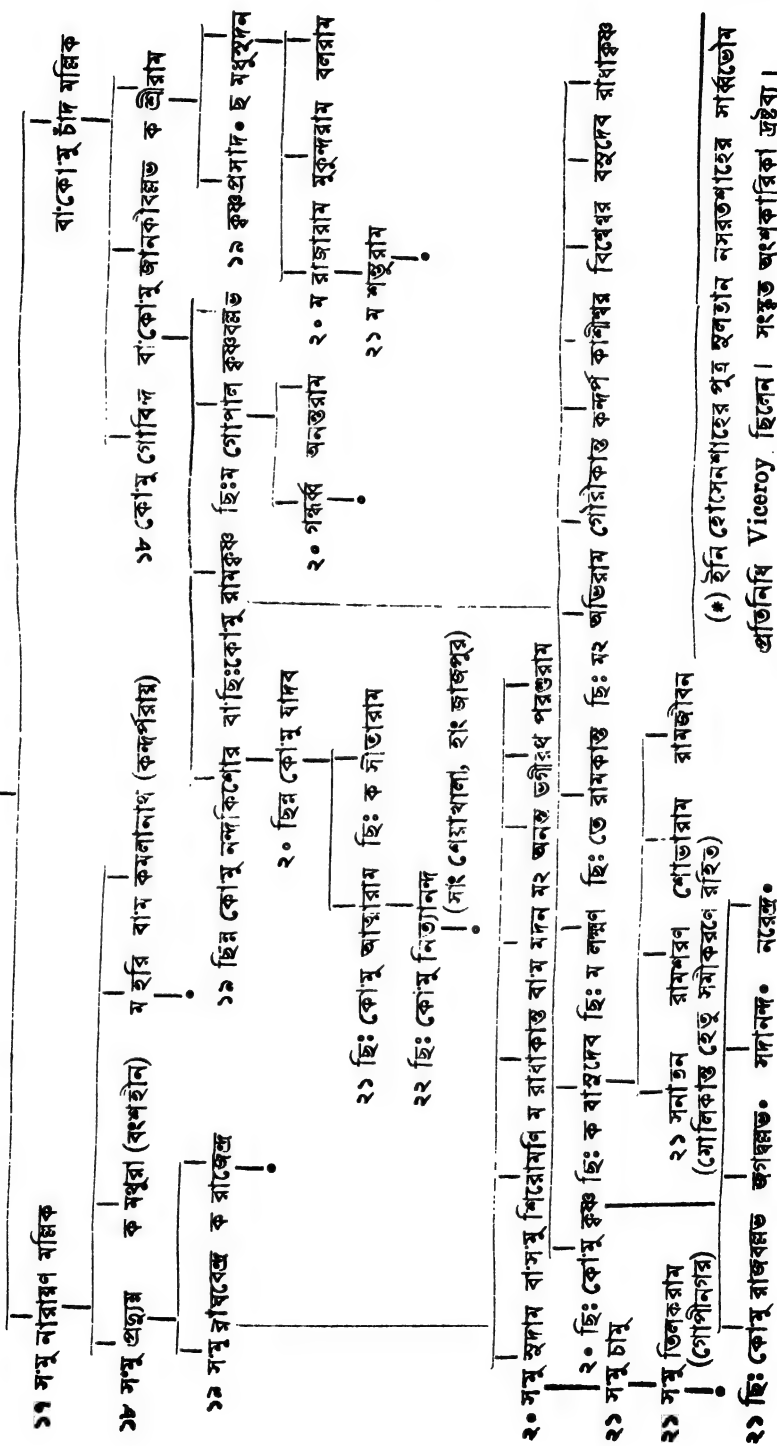 ১৭ সমু নারায়ণ মল্লিক বা'কোমু চাঁদ মল্লিক
১৮ সমু প্রদ্যুম্ন ক মথুরা (বংশহীন) ম হরি বাম কমলানাথ (কন্দর্পরায়) ১৮ কোমু গোবিন্দ বা'কোমু জানকীবল্লভ ক শ্রীরাম
১৯ সমু রাঘবেন্দ্র ক রাজেন্দ্র ১৯ ছিন্ন কোমু নন্দকিশোর বা'ছিঃকোমু রামকৃষ্ণ ছিঃম গোপাল কৃষ্ণবল্লভ ১৯ কৃষ্ণপ্রসাদ• ছ মধুসূদন
২০ ছিন্ন কোমু যাদব ২০ গন্ধর্ব্ব অনন্তরাম ২০ ম রাজারাম মুকুন্দরাম বলরাম
২১ ছিঃ কোমু আত্মারাম ছিঃ ক সীতারাম ২১ ম শম্ভুরাম
২২ ছিঃ কোমু নিত্যানন্দ
(সাং শেয়াখালা, হাং জাজপুর)
২০ সমু সুদাম বা'সমু শিরোমণি ম রাধাকান্ত বাম মদন ম২ অনন্ত ভগীরথ পরশুরাম
২০ ছিঃ কোমু কৃষ্ণ ছিঃ ক বাসুদেব ছিঃ ম লক্ষ্মণ ছিঃ তে রামকান্ত ছিঃ ম২ অভিরাম গৌরীকান্ত কন্দর্প কাশীশ্বর বিশ্বেশ্বর বসুদেব রাধাকৃষ্ণ
২১ সমু চামু
২১ সনাতন রামশরণ শোভারাম রামজীবন
(মৌলিকান্ত হেতু সমীকরণে রহিত)
২২ সমু তিলকরাম
(গোপীনগর)
২১ ছিঃ কোমু রাজবল্লভ জগবল্লভ• সদানন্দ• নরেন্দ্র•
(*) ইনি হোসেনশাহের পুত্র সুলতান নসরতশাহের সার্ব্বভৌম
প্রতিনিধি Viceroy ছিলেন। সংস্কৃত অংশকারিকা দ্রষ্টব্য।